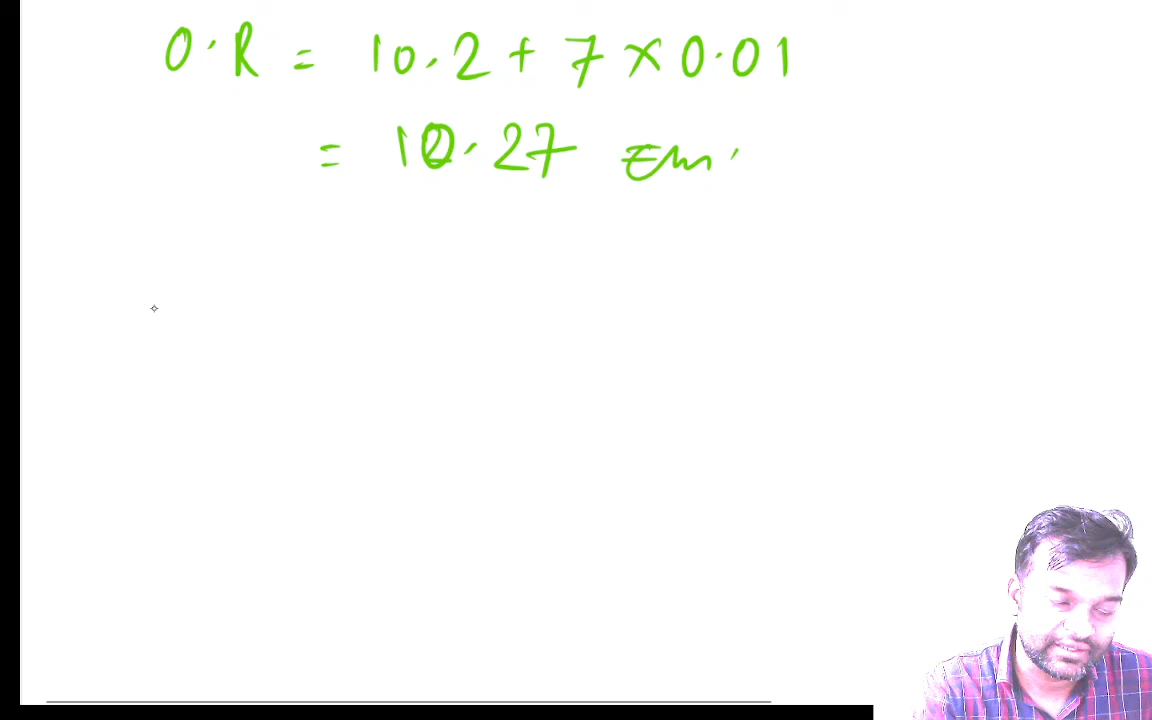 O.R = 10.2 + 7 × 0.01
= 10.27 cm.